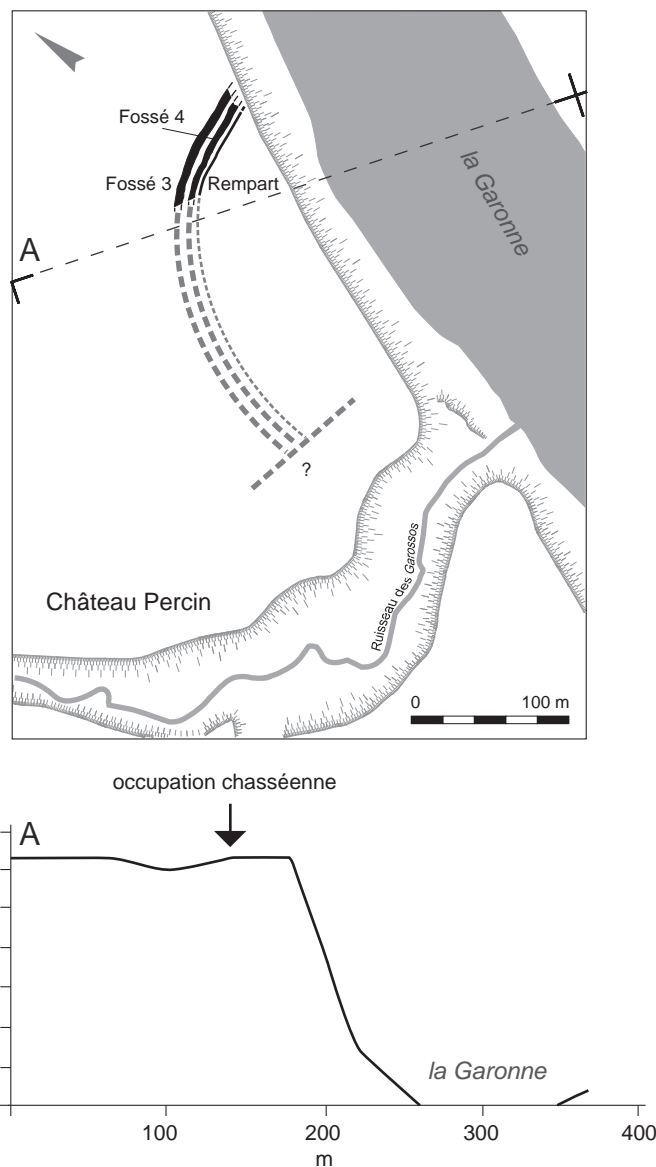 Fossé 4
Fossé 3
Rempart
la Garonne
A
?
Ruisseau des Garossos
Château Percin
0 100 m
occupation chasséenne
A
la Garonne
100 200 300 400
m